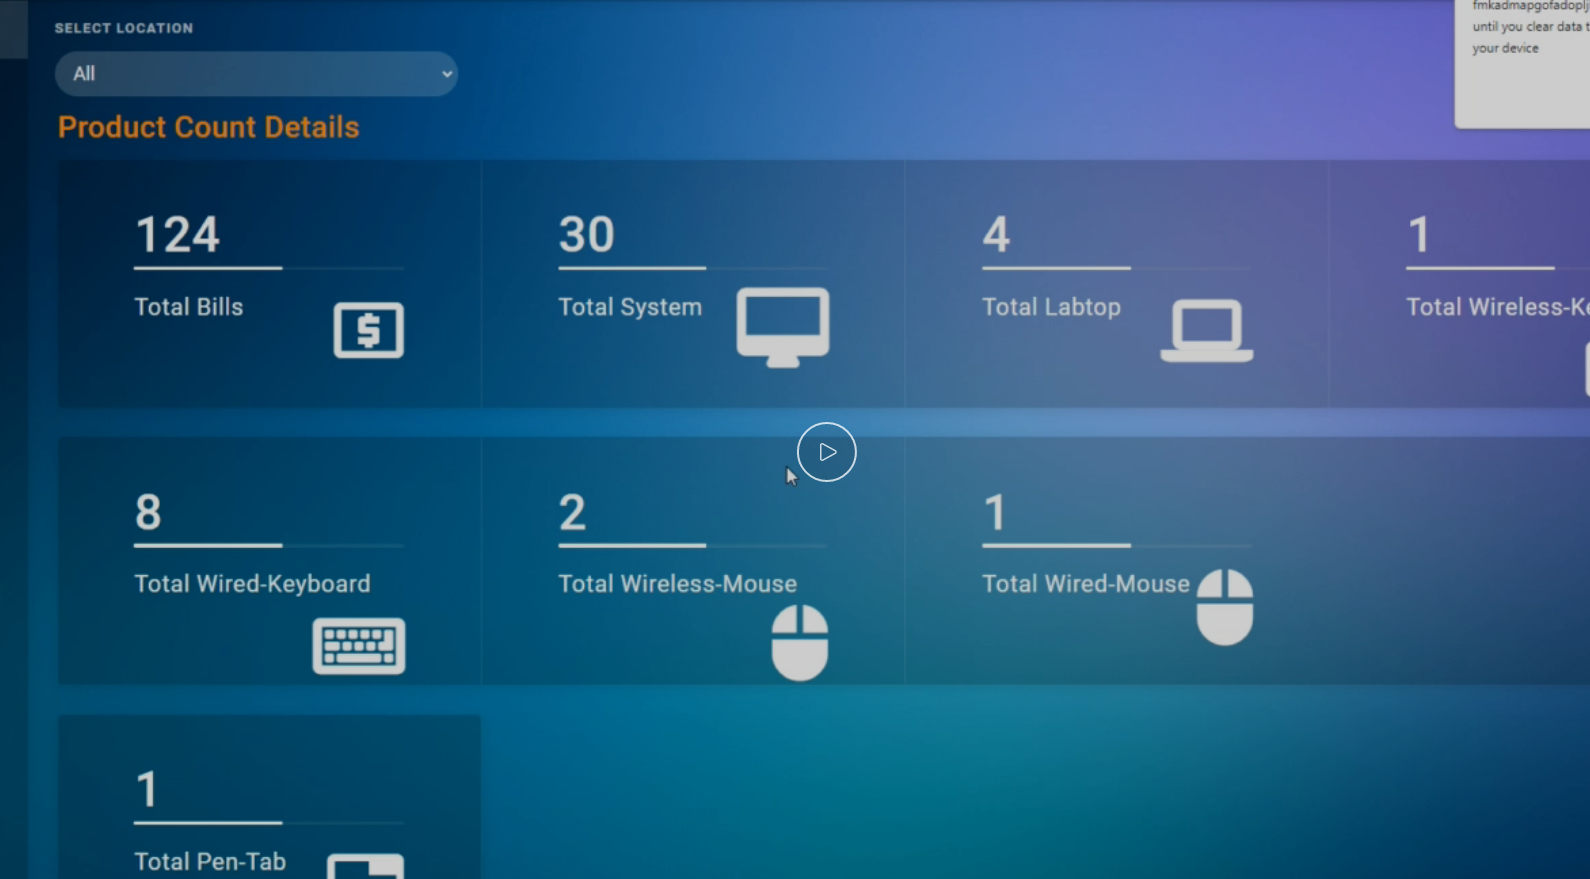 SELECT LOCATION
All
Product Count Details
fmkadmapgofadoplj
until you clear data t
your device
124
Total Bills
30
Total System
4
Total Labtop
1
Total Wireless-Ke
8
Total Wired-Keyboard
2
Total Wireless-Mouse
1
Total Wired-Mouse
1
Total Pen-Tab